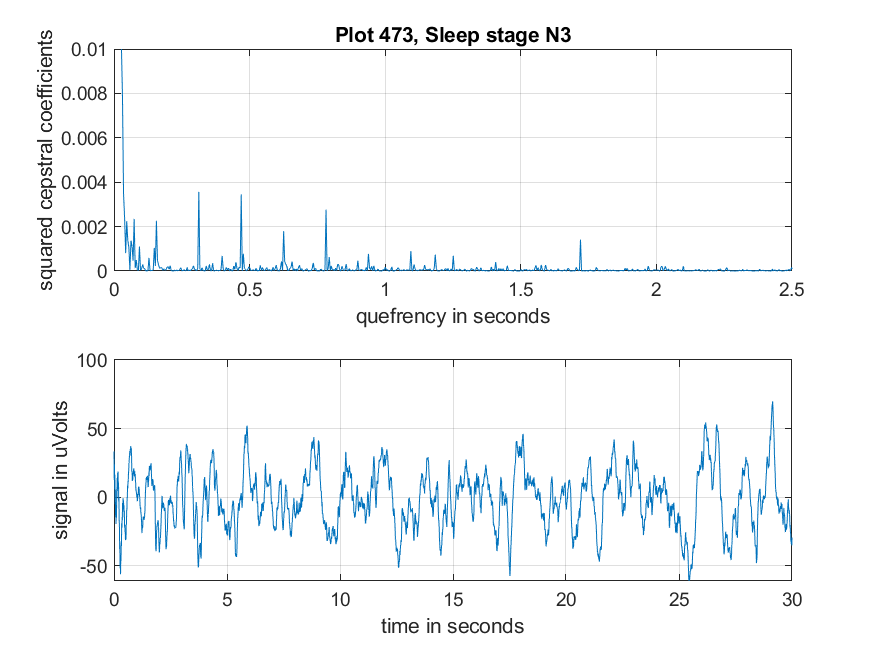 Plot 473, Sleep stage N3
squared cepstral coefficients
0.01
0.008
0.006
0.004
0.002
0
0 0.5 1 1.5 2 2.5
quefrency in seconds
signal in uVolts
100
50
0
-50
0 5 10 15 20 25 30
time in seconds